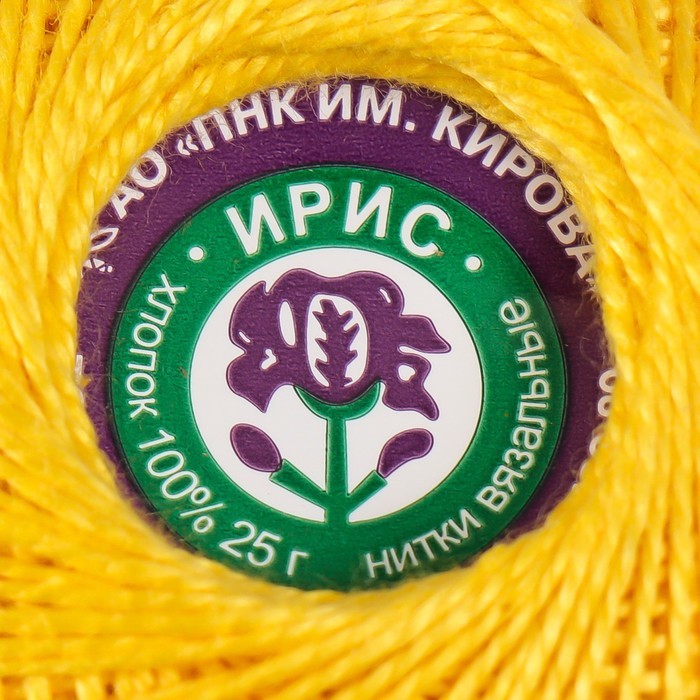 АО «ПНК ИМ. КИРОВА»
• ИРИС •
хлопок 100% 25 г
нитки вязальные